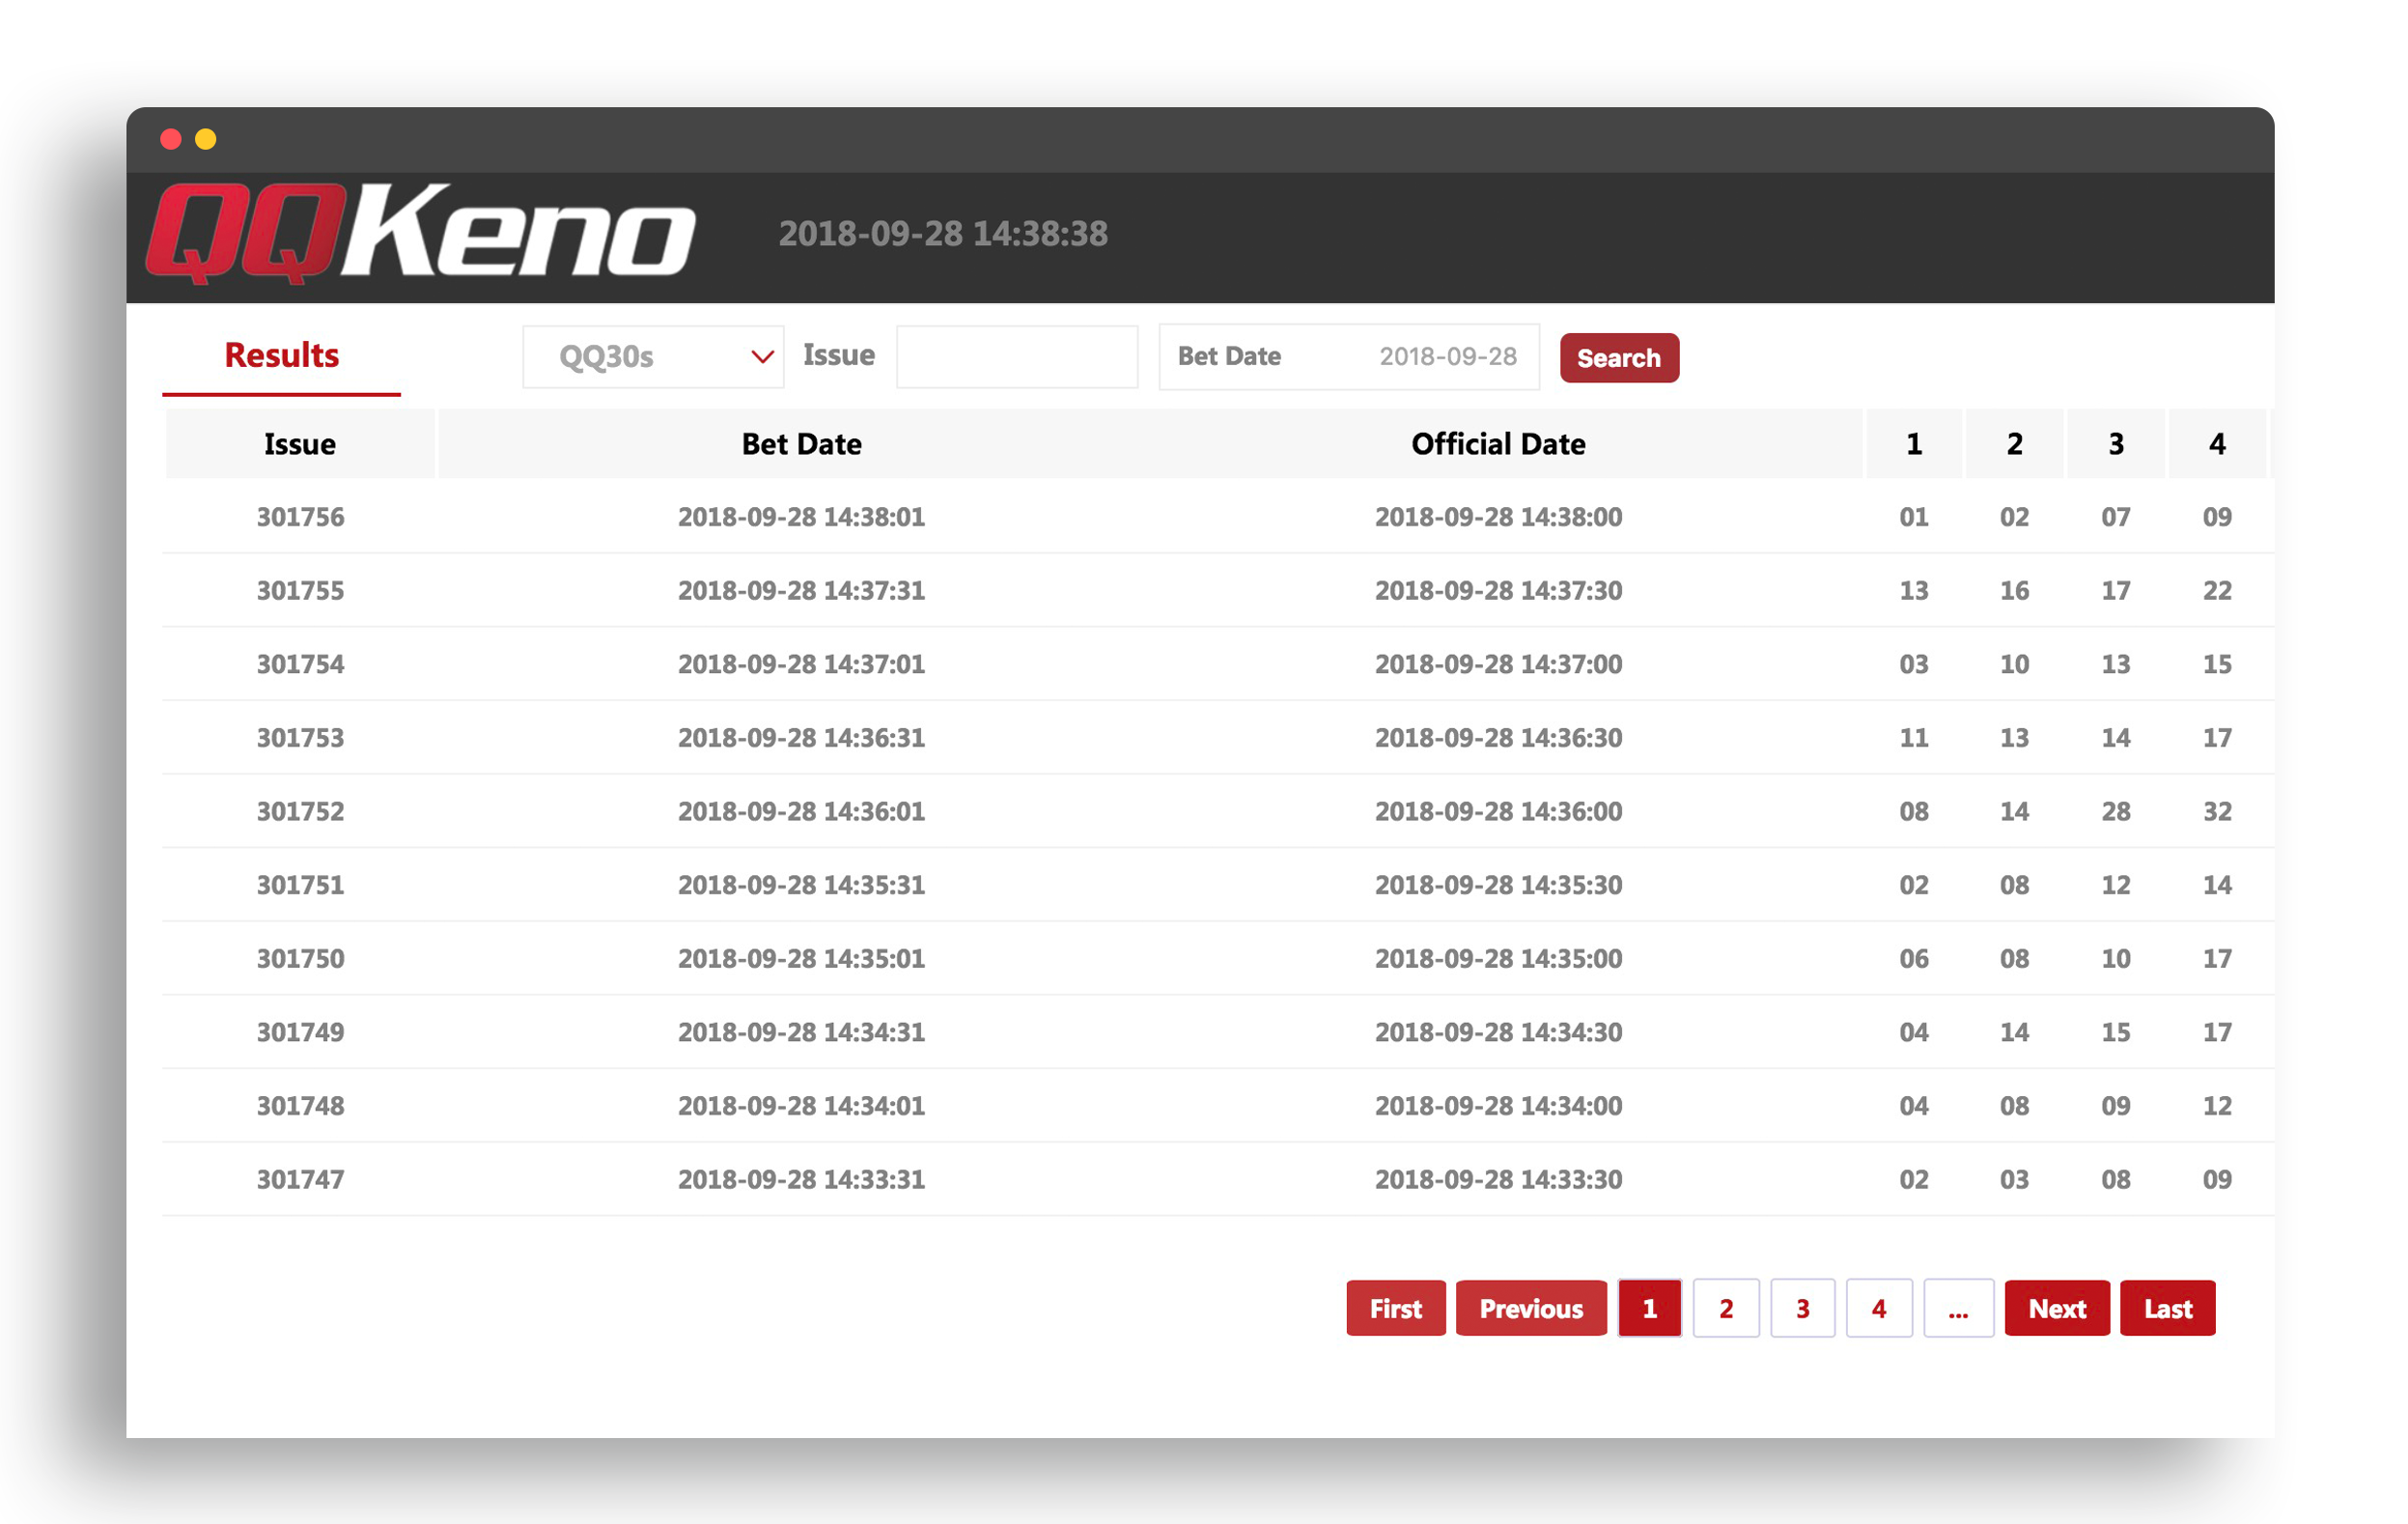 QQKeno 2018-09-28 14:38:38
Results QQ30s Issue Bet Date 2018-09-28 Search
Issue Bet Date Official Date 1 2 3 4
301756 2018-09-28 14:38:01 2018-09-28 14:38:00 01 02 07 09
301755 2018-09-28 14:37:31 2018-09-28 14:37:30 13 16 17 22
301754 2018-09-28 14:37:01 2018-09-28 14:37:00 03 10 13 15
301753 2018-09-28 14:36:31 2018-09-28 14:36:30 11 13 14 17
301752 2018-09-28 14:36:01 2018-09-28 14:36:00 08 14 28 32
301751 2018-09-28 14:35:31 2018-09-28 14:35:30 02 08 12 14
301750 2018-09-28 14:35:01 2018-09-28 14:35:00 06 08 10 17
301749 2018-09-28 14:34:31 2018-09-28 14:34:30 04 14 15 17
301748 2018-09-28 14:34:01 2018-09-28 14:34:00 04 08 09 12
301747 2018-09-28 14:33:31 2018-09-28 14:33:30 02 03 08 09
First Previous 1 2 3 4 ... Next Last